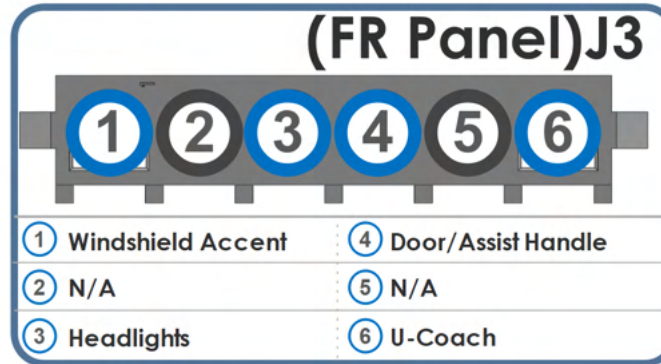 (FR Panel)J3
1 2 3 4 5 6
1 Windshield Accent
4 Door/Assist Handle
2 N/A
5 N/A
3 Headlights
6 U-Coach